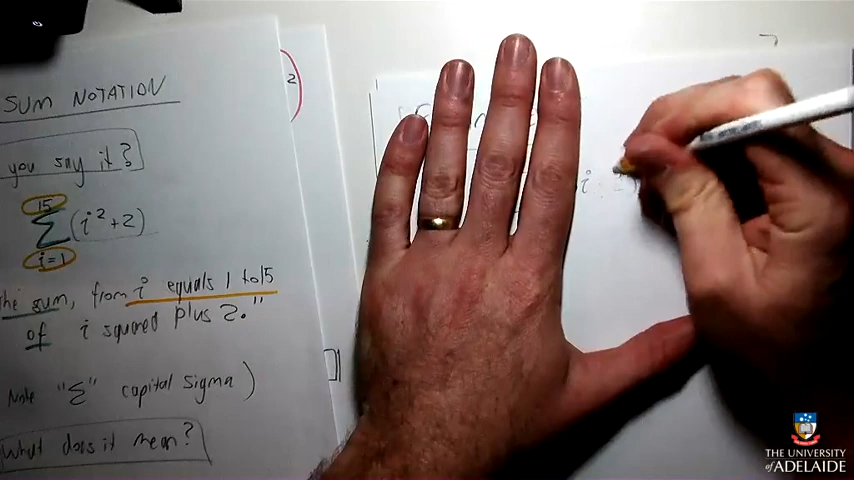 SUM NOTATION
you say it?
15
Σ (i² + 2)
i = 1
the sum, from i equals 1 to 15
of i squared plus 2."
Note "Σ" capital sigma)
What does it mean?
2
i
THE UNIVERSITY
of ADELAIDE